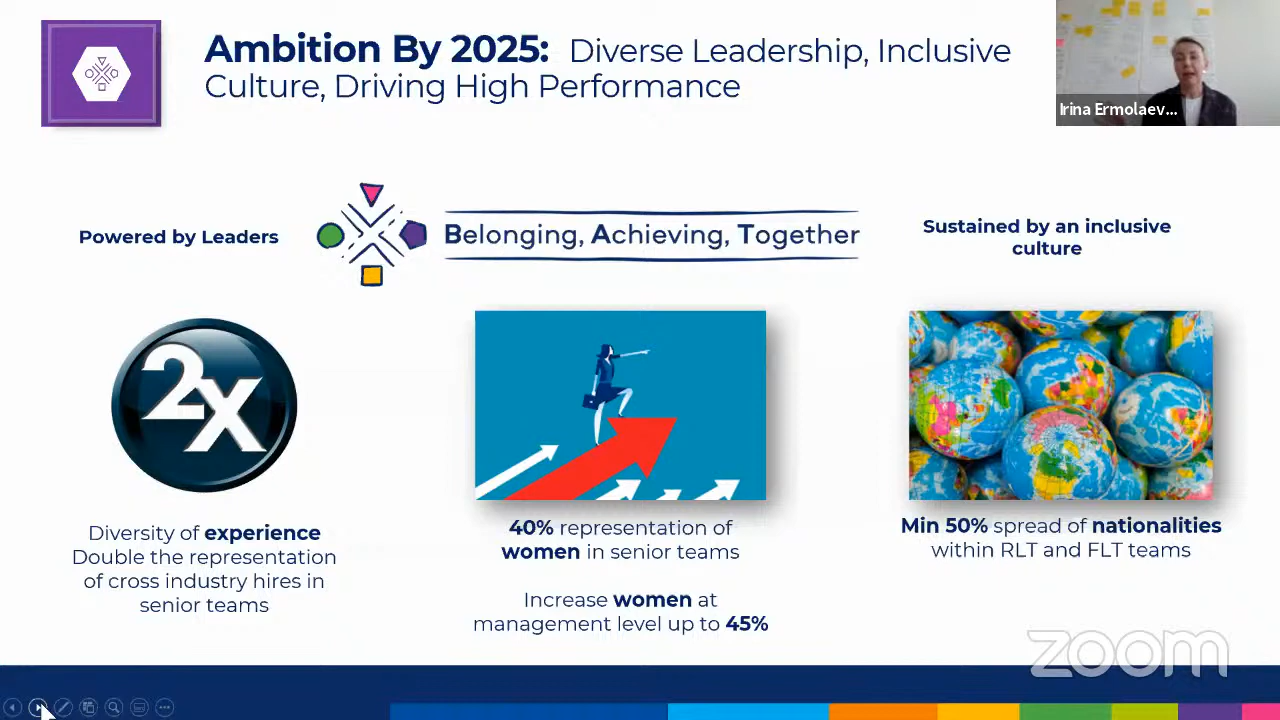 Ambition By 2025: Diverse Leadership, Inclusive
Culture, Driving High Performance
Irina Ermolaev...
Powered by Leaders
Belonging, Achieving, Together
Sustained by an inclusive
culture
2x
Diversity of experience
Double the representation
of cross industry hires in
senior teams
40% representation of
women in senior teams
Increase women at
management level up to 45%
Min 50% spread of nationalities
within RLT and FLT teams
zoom